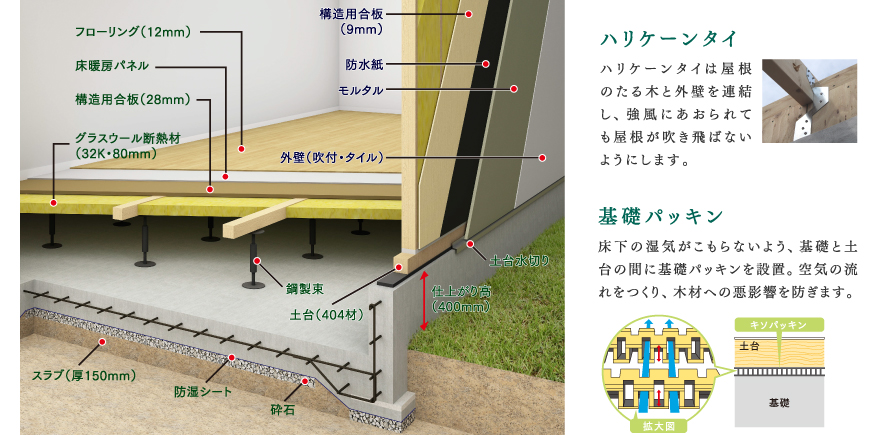 フローリング(12mm)
床暖房パネル
構造用合板(28mm)
グラスウール断熱材
(32K・80mm)
構造用合板
(9mm)
防水紙
モルタル
外壁(吹付・タイル)
土台水切り
鋼製束
土台(404材)
仕上がり高
(400mm)
スラブ(厚150mm)
防湿シート
砕石
ハリケーンタイ
ハリケーンタイは屋根
のたる木と外壁を連結
し、強風にあおられて
も屋根が吹き飛ばない
ようにします。
基礎パッキン
床下の湿気がこもらないよう、基礎と土
台の間に基礎パッキンを設置。空気の流
れをつくり、木材への悪影響を防ぎます。
キソパッキン
土台
基礎
拡大図